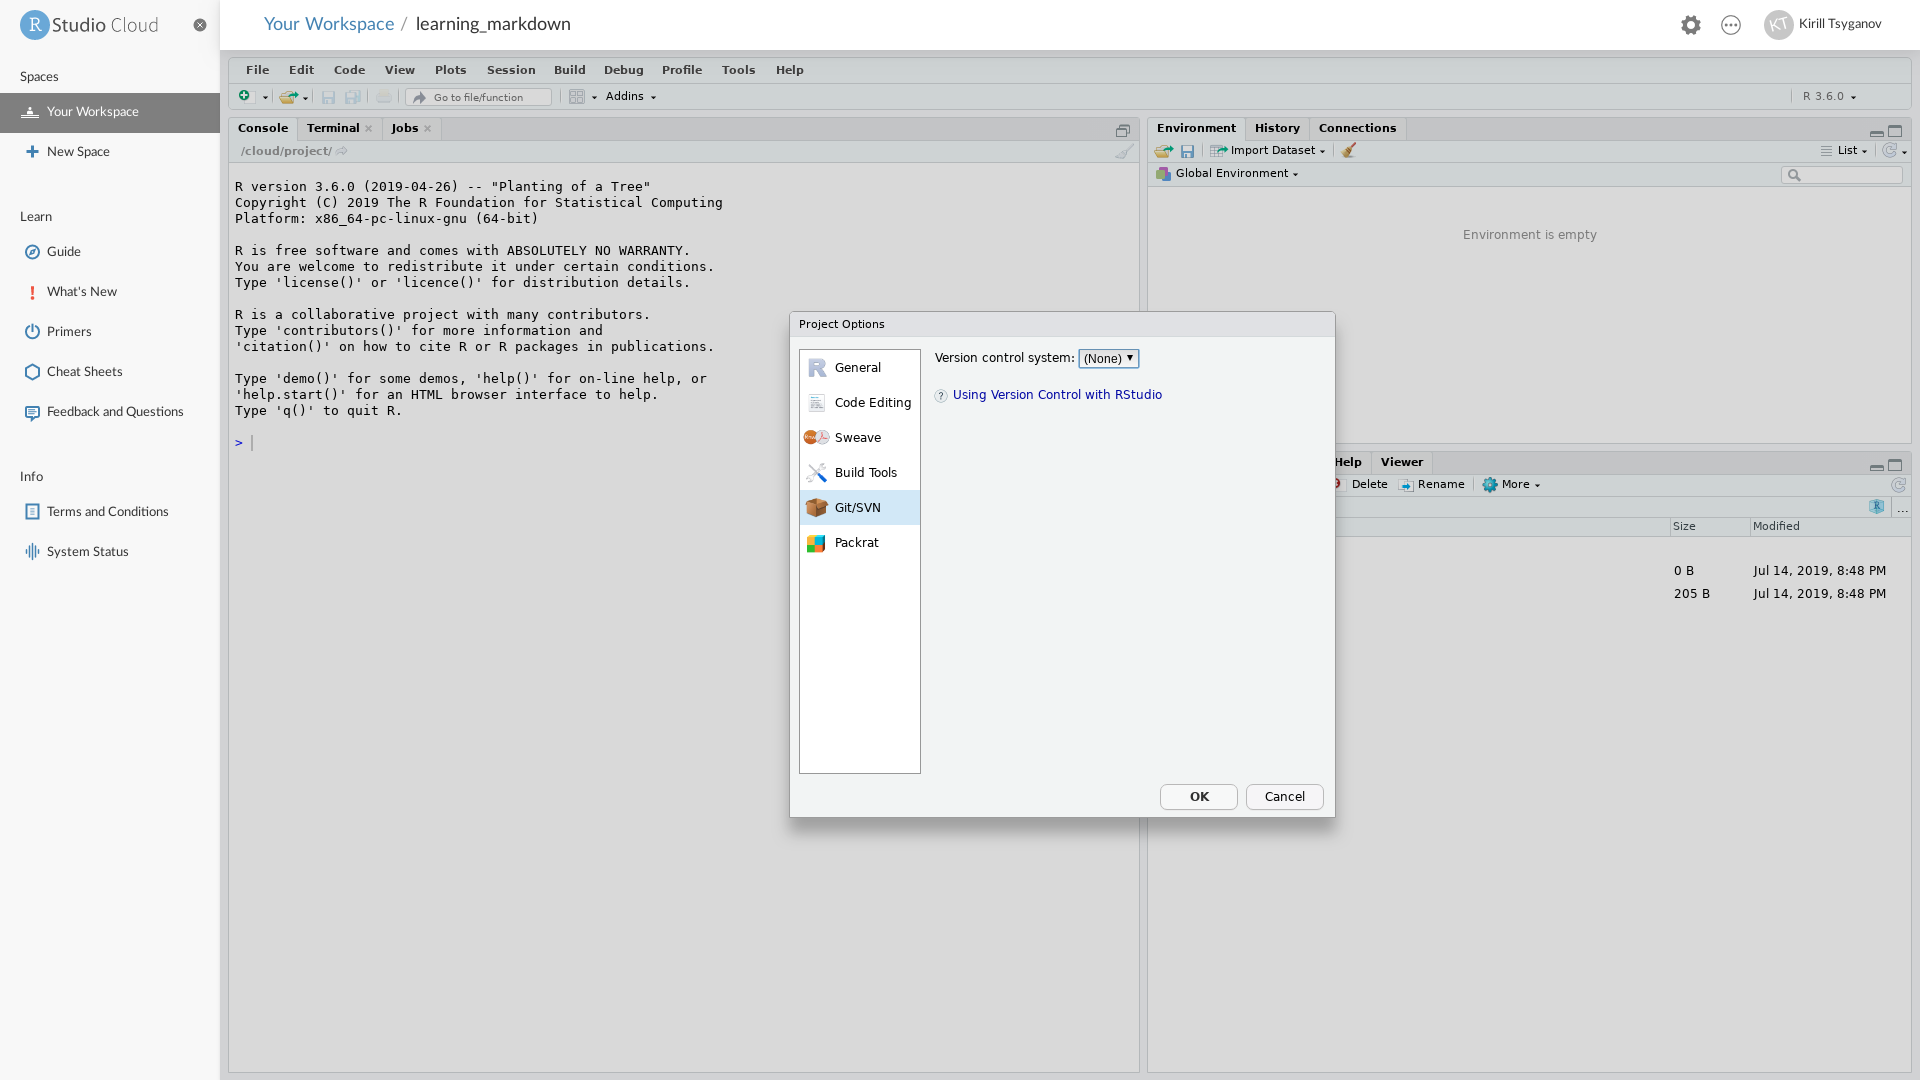 R Studio Cloud
Your Workspace / learning_markdown
KT Kirill Tsyganov
Spaces
Your Workspace
New Space
Learn
Guide
What's New
Primers
Cheat Sheets
Feedback and Questions
Info
Terms and Conditions
System Status
File Edit Code View Plots Session Build Debug Profile Tools Help
Go to file/function Addins R 3.6.0
Console Terminal Jobs
/cloud/project/
R version 3.6.0 (2019-04-26) -- "Planting of a Tree"
Copyright (C) 2019 The R Foundation for Statistical Computing
Platform: x86_64-pc-linux-gnu (64-bit)
R is free software and comes with ABSOLUTELY NO WARRANTY.
You are welcome to redistribute it under certain conditions.
Type 'license()' or 'licence()' for distribution details.
R is a collaborative project with many contributors.
Type 'contributors()' for more information and
'citation()' on how to cite R or R packages in publications.
Type 'demo()' for some demos, 'help()' for on-line help, or
'help.start()' for an HTML browser interface to help.
Type 'q()' to quit R.
>
Environment History Connections
Import Dataset List
Global Environment
Environment is empty
Project Options
General
Code Editing
Sweave
Build Tools
Git/SVN
Packrat
Version control system: (None)
? Using Version Control with RStudio
OK Cancel
Help Viewer
Delete Rename More
R ...
Size Modified
0 B Jul 14, 2019, 8:48 PM
205 B Jul 14, 2019, 8:48 PM